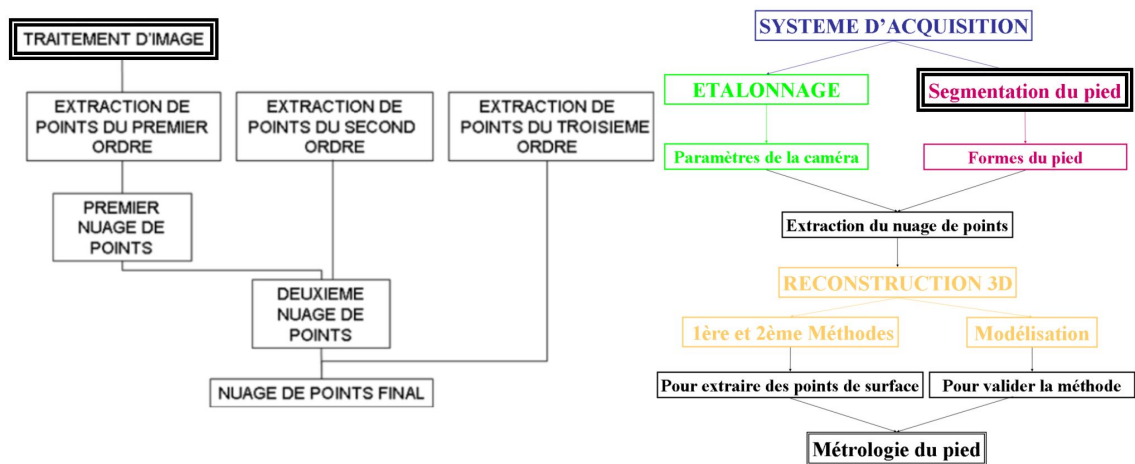 TRAITEMENT D'IMAGE
EXTRACTION DE
POINTS DU PREMIER
ORDRE
EXTRACTION DE
POINTS DU SECOND
ORDRE
EXTRACTION DE
POINTS DU TROISIEME
ORDRE
PREMIER
NUAGE DE
POINTS
DEUXIEME
NUAGE DE
POINTS
NUAGE DE POINTS FINAL
SYSTEME D'ACQUISITION
ETALONNAGE
Segmentation du pied
Paramètres de la caméra
Formes du pied
Extraction du nuage de points
RECONSTRUCTION 3D
1ère et 2ème Méthodes
Modélisation
Pour extraire des points de surface
Pour valider la méthode
Métrologie du pied